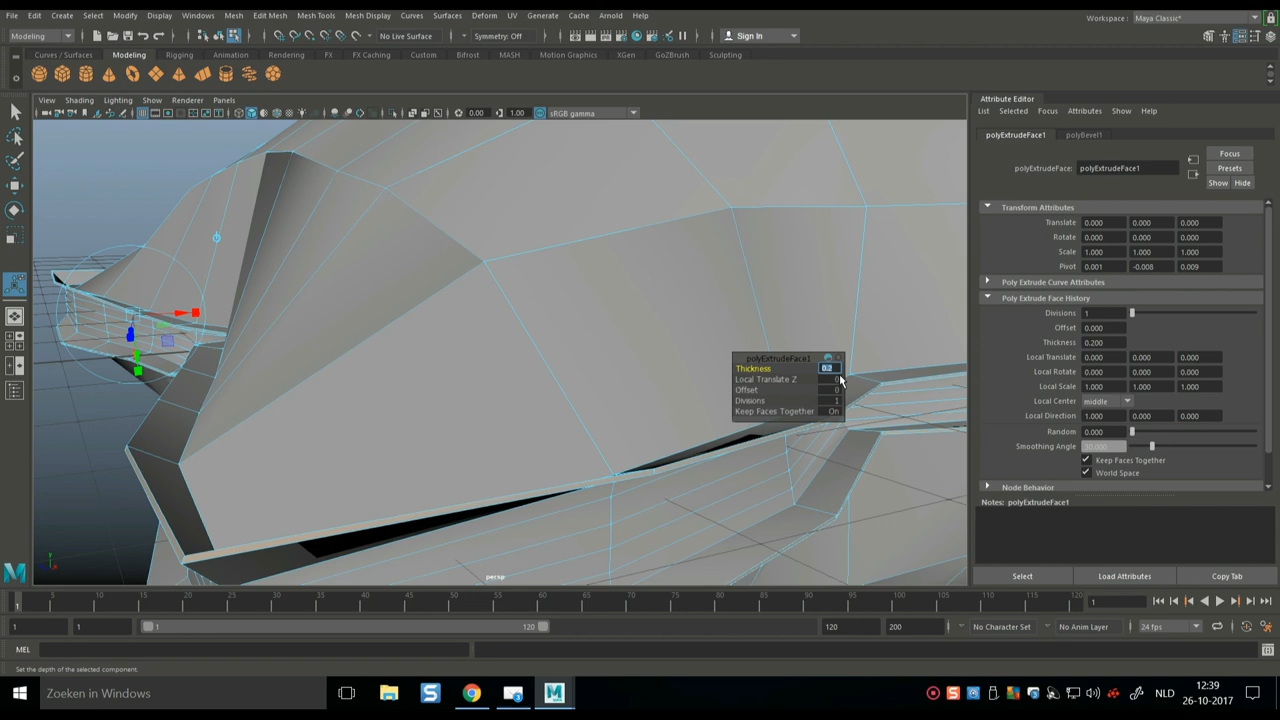 File Edit Create Select Modify Display Windows Mesh Edit Mesh Mesh Tools Mesh Display Curves Surfaces Deform UV Generate Cache Arnold Help
Workspace : Maya Classic*
Modeling No Live Surface Symmetry: Off Sign In
Curves / Surfaces Modeling Rigging Animation Rendering FX FX Caching Custom Bifrost MASH Motion Graphics XGen GoZBrush Sculpting
View Shading Lighting Show Renderer Panels
0.00 1.00 sRGB gamma
polyExtrudeFace1
Thickness 0.2
Local Translate Z 0
Offset 0
Divisions 1
Keep Faces Together On
persp
Attribute Editor
List Selected Focus Attributes Show Help
polyExtrudeFace1 polyBevel1
polyExtrudeFace: polyExtrudeFace1
Focus
Presets
Show Hide
Transform Attributes
Translate 0.000 0.000 0.000
Rotate 0.000 0.000 0.000
Scale 1.000 1.000 1.000
Pivot 0.001 -0.008 0.009
Poly Extrude Curve Attributes
Poly Extrude Face History
Divisions 1
Offset 0.000
Thickness 0.200
Local Translate 0.000 0.000 0.000
Local Rotate 0.000 0.000 0.000
Local Scale 1.000 1.000 1.000
Local Center middle
Local Direction 1.000 0.000 0.000
Random 0.000
Smoothing Angle 30.000
Keep Faces Together
World Space
Node Behavior
Notes: polyExtrudeFace1
Select Load Attributes Copy Tab
1 5 10 15 20 25 30 35 40 45 50 55 60 65 70 75 80 85 90 95 100 105 110 115 120 1
1 1 1 120 120 200 No Character Set No Anim Layer 24 fps
MEL
Set the depth of the selected component.
Zoeken in Windows
NLD
12:39
26-10-2017